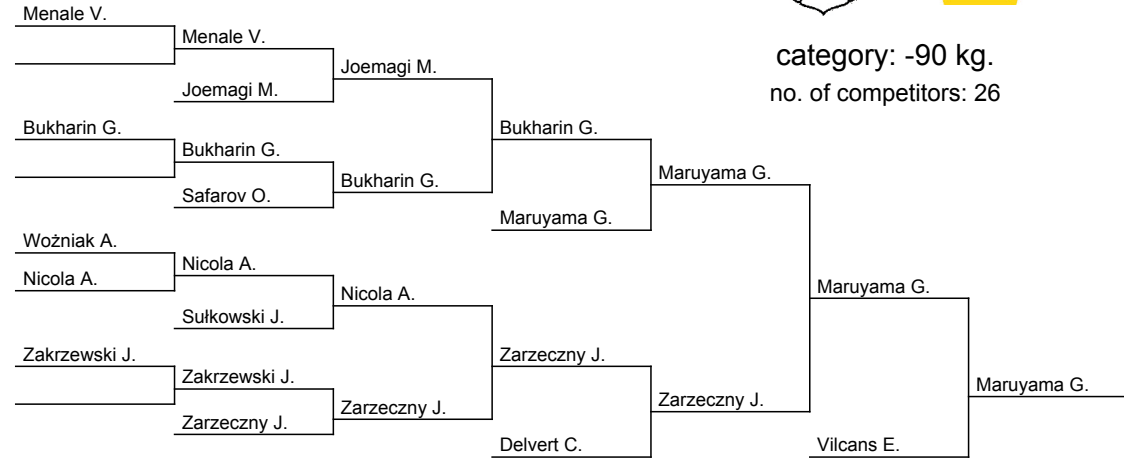 Menale V.
Menale V.
Joemagi M.
category: -90 kg.
Joemagi M.
no. of competitors: 26
Bukharin G.
Bukharin G.
Bukharin G.
Maruyama G.
Bukharin G.
Safarov O.
Maruyama G.
Woźniak A.
Nicola A.
Nicola A.
Maruyama G.
Nicola A.
Sułkowski J.
Zakrzewski J.
Zarzeczny J.
Zakrzewski J.
Maruyama G.
Zarzeczny J.
Zarzeczny J.
Zarzeczny J.
Delvert C.
Vilcans E.